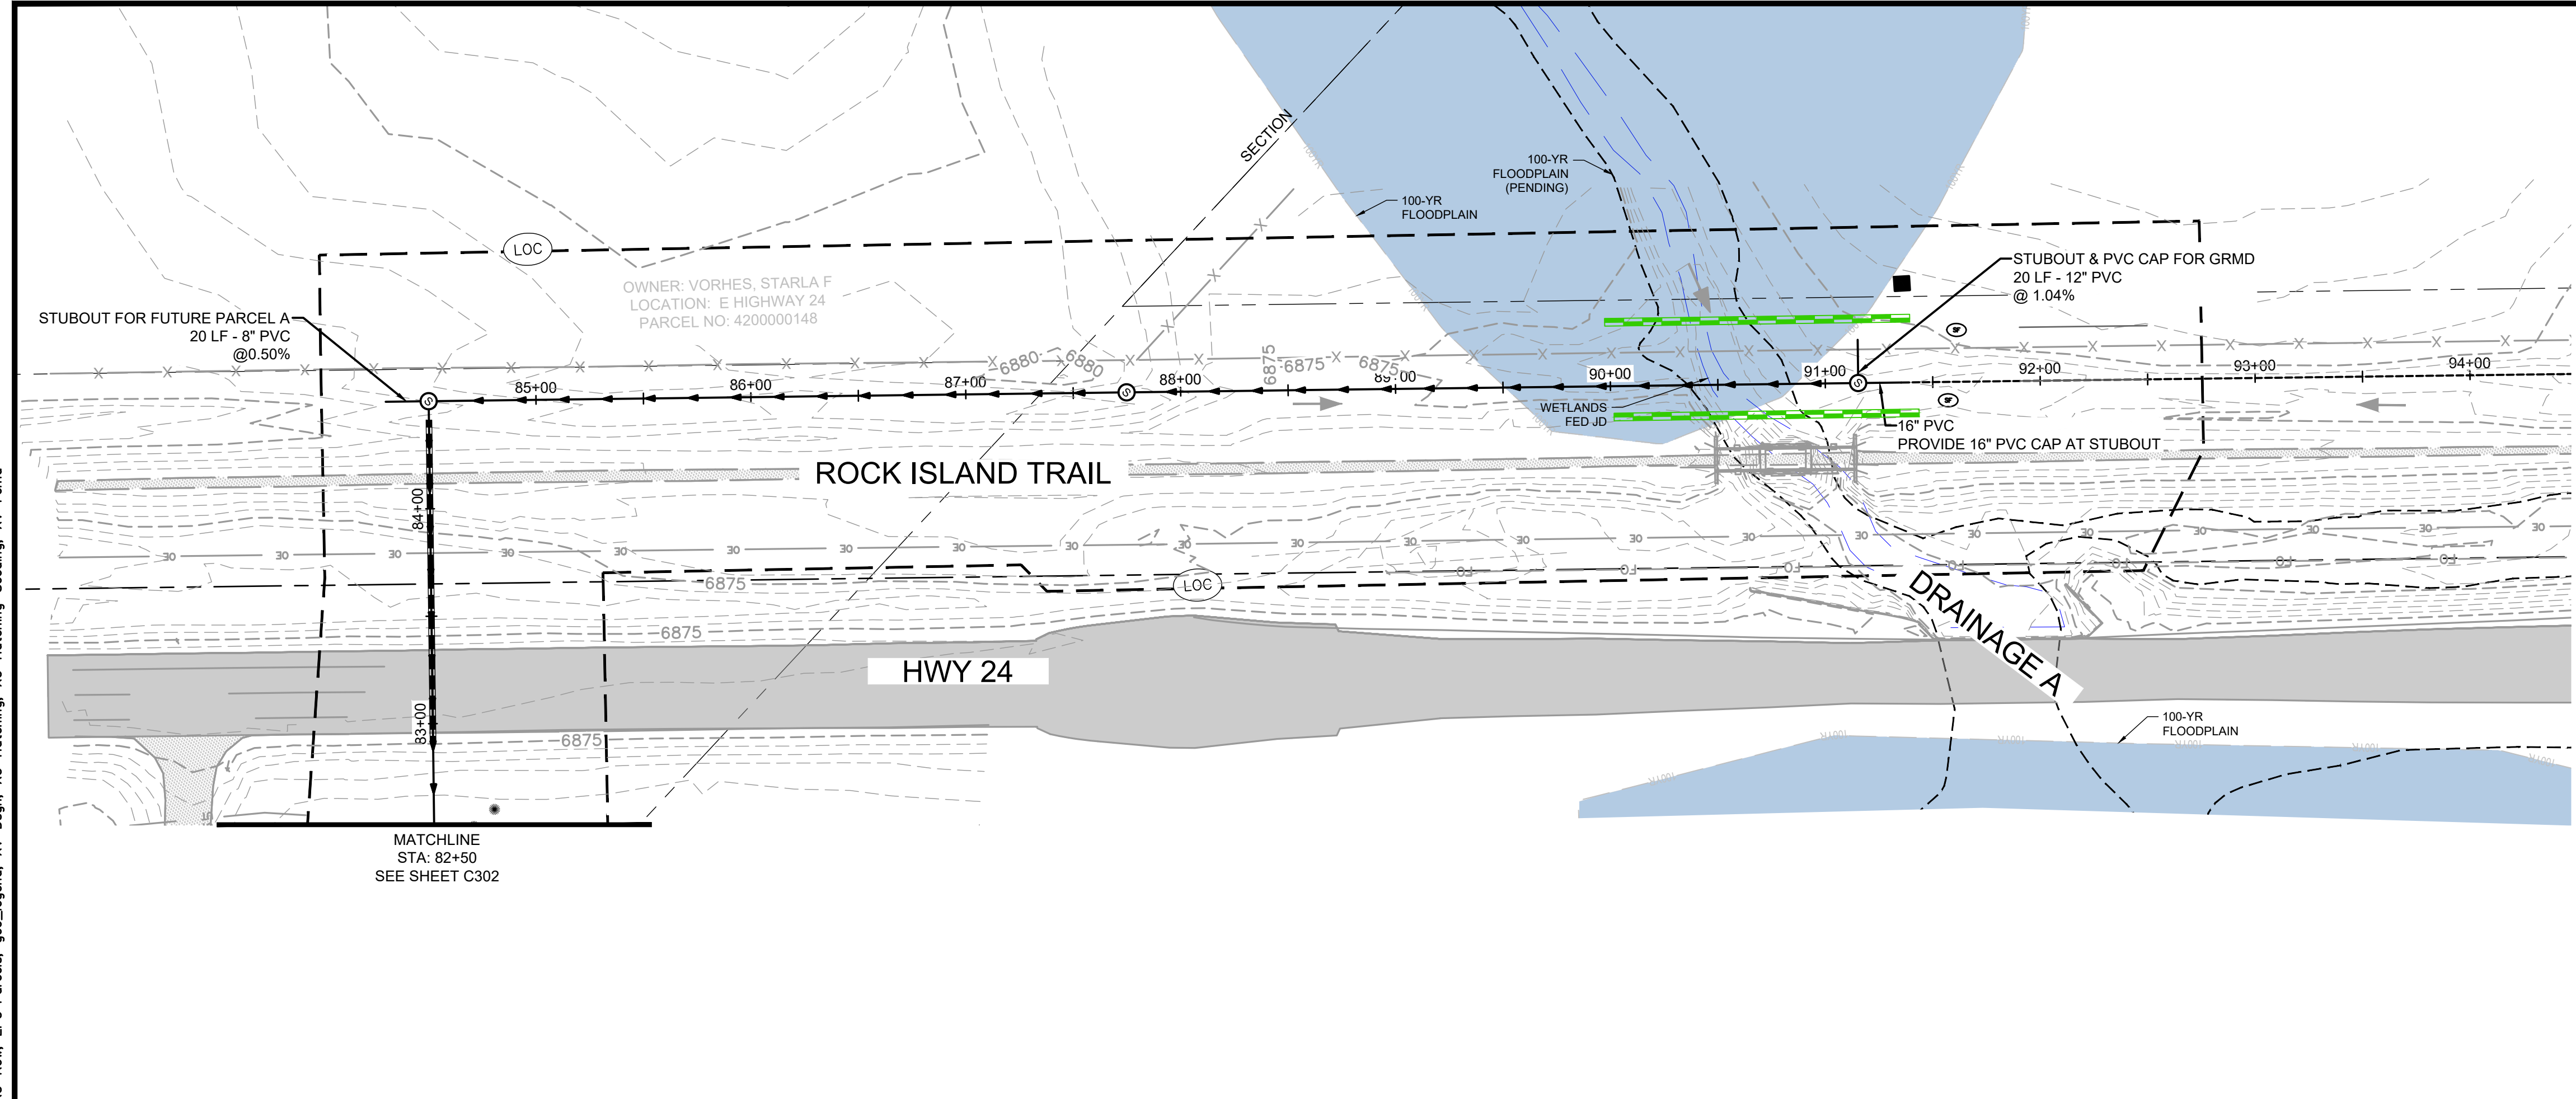 SECTION
100-YR
FLOODPLAIN
(PENDING)
100-YR
FLOODPLAIN
LOC
OWNER: VORHES, STARLA F
LOCATION: E HIGHWAY 24
PARCEL NO: 4200000148
STUBOUT & PVC CAP FOR GRMD
20 LF - 12" PVC
@ 1.04%
STUBOUT FOR FUTURE PARCEL A
20 LF - 8" PVC
@0.50%
SF
6880
6880
6875
6875
6875
85+00
86+00
87+00
88+00
89+00
90+00
91+00
92+00
93+00
94+00
S
S
S
SF
WETLANDS
FED JD
16" PVC
PROVIDE 16" PVC CAP AT STUBOUT
ROCK ISLAND TRAIL
84+00
LOC
6875
6875
DRAINAGE A
HWY 24
83+00
6875
100-YR
FLOODPLAIN
MATCHLINE
STA: 82+50
SEE SHEET C302